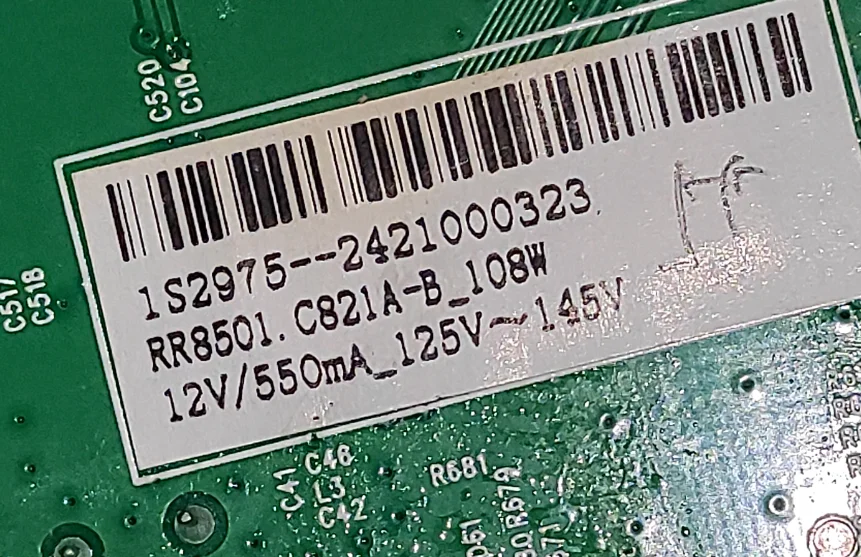 C520
C104
1S2975--2421000323
RR8501.C821A-B_108W
12V/550mA_125V~145V
C517
C518
C41
C46
L3
C42
R681